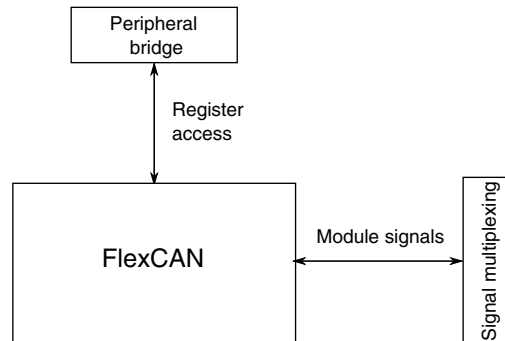 Peripheral
bridge
Register
access
FlexCAN
Module signals
Signal multiplexing